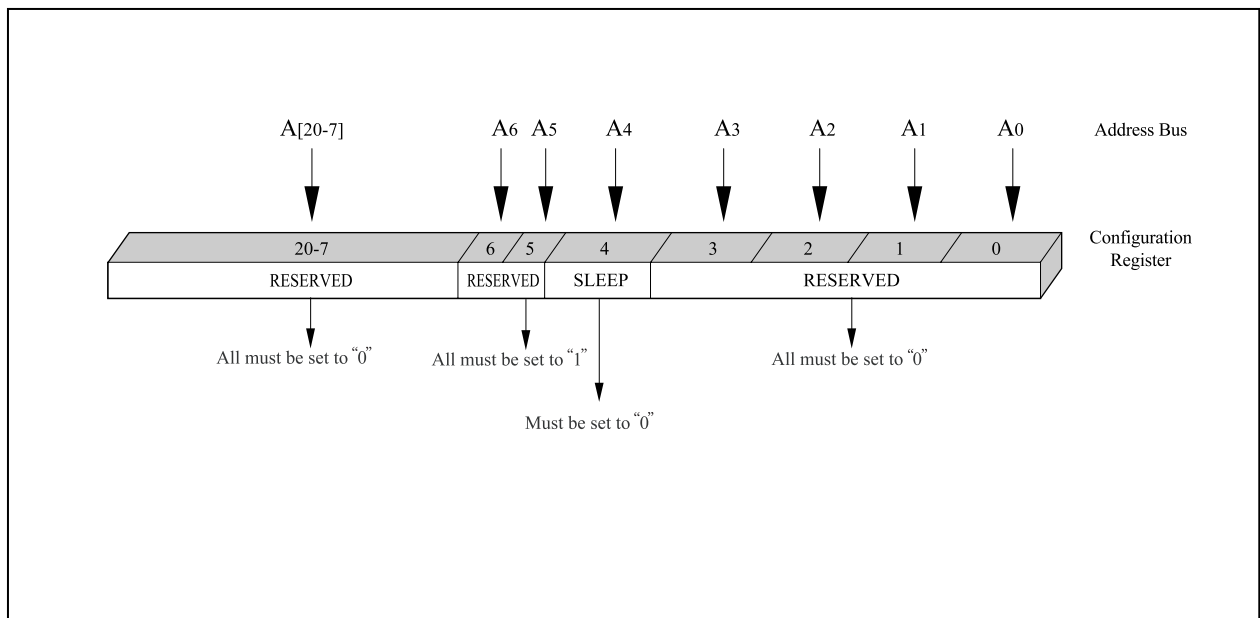 A[20-7] A6 A5 A4 A3 A2 A1 A0 Address Bus
20-7 6 5 4 3 2 1 0 Configuration
Register
RESERVED RESERVED SLEEP RESERVED
All must be set to “0” All must be set to “1” All must be set to “0”
Must be set to “0”